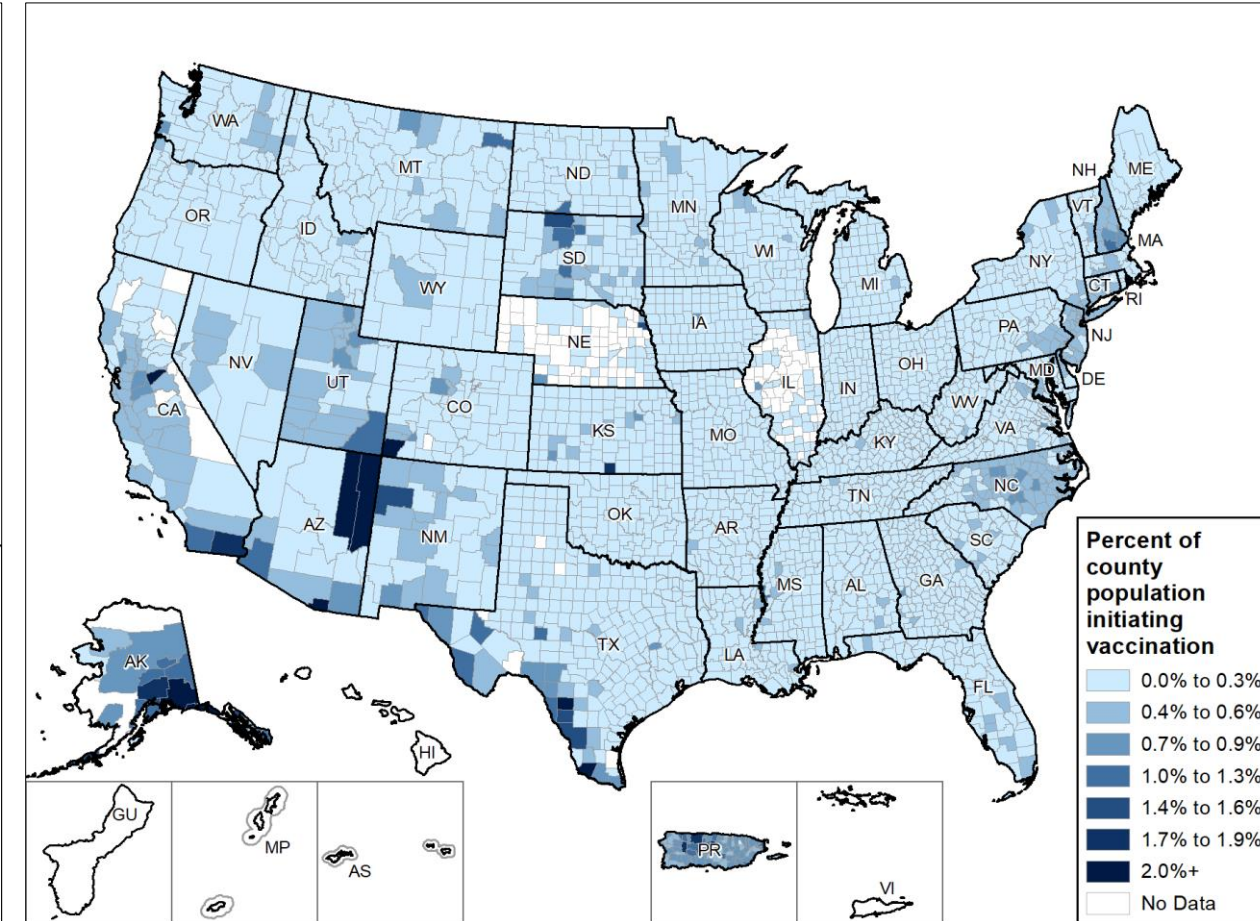 WA
MT
ND
MN
ME
NH
VT
OR
ID
SD
WI
NY
MA
WY
MI
CT
RI
IA
PA
NE
NJ
NV
UT
OH
MD
DE
IL
IN
CO
WV
CA
KS
MO
KY
VA
TN
NC
AZ
NM
OK
AR
SC
MS
AL
GA
TX
LA
FL
AK
HI
GU
MP
AS
PR
VI
Percent of
county
population
initiating
vaccination
0.0% to 0.3%
0.4% to 0.6%
0.7% to 0.9%
1.0% to 1.3%
1.4% to 1.6%
1.7% to 1.9%
2.0%+
No Data